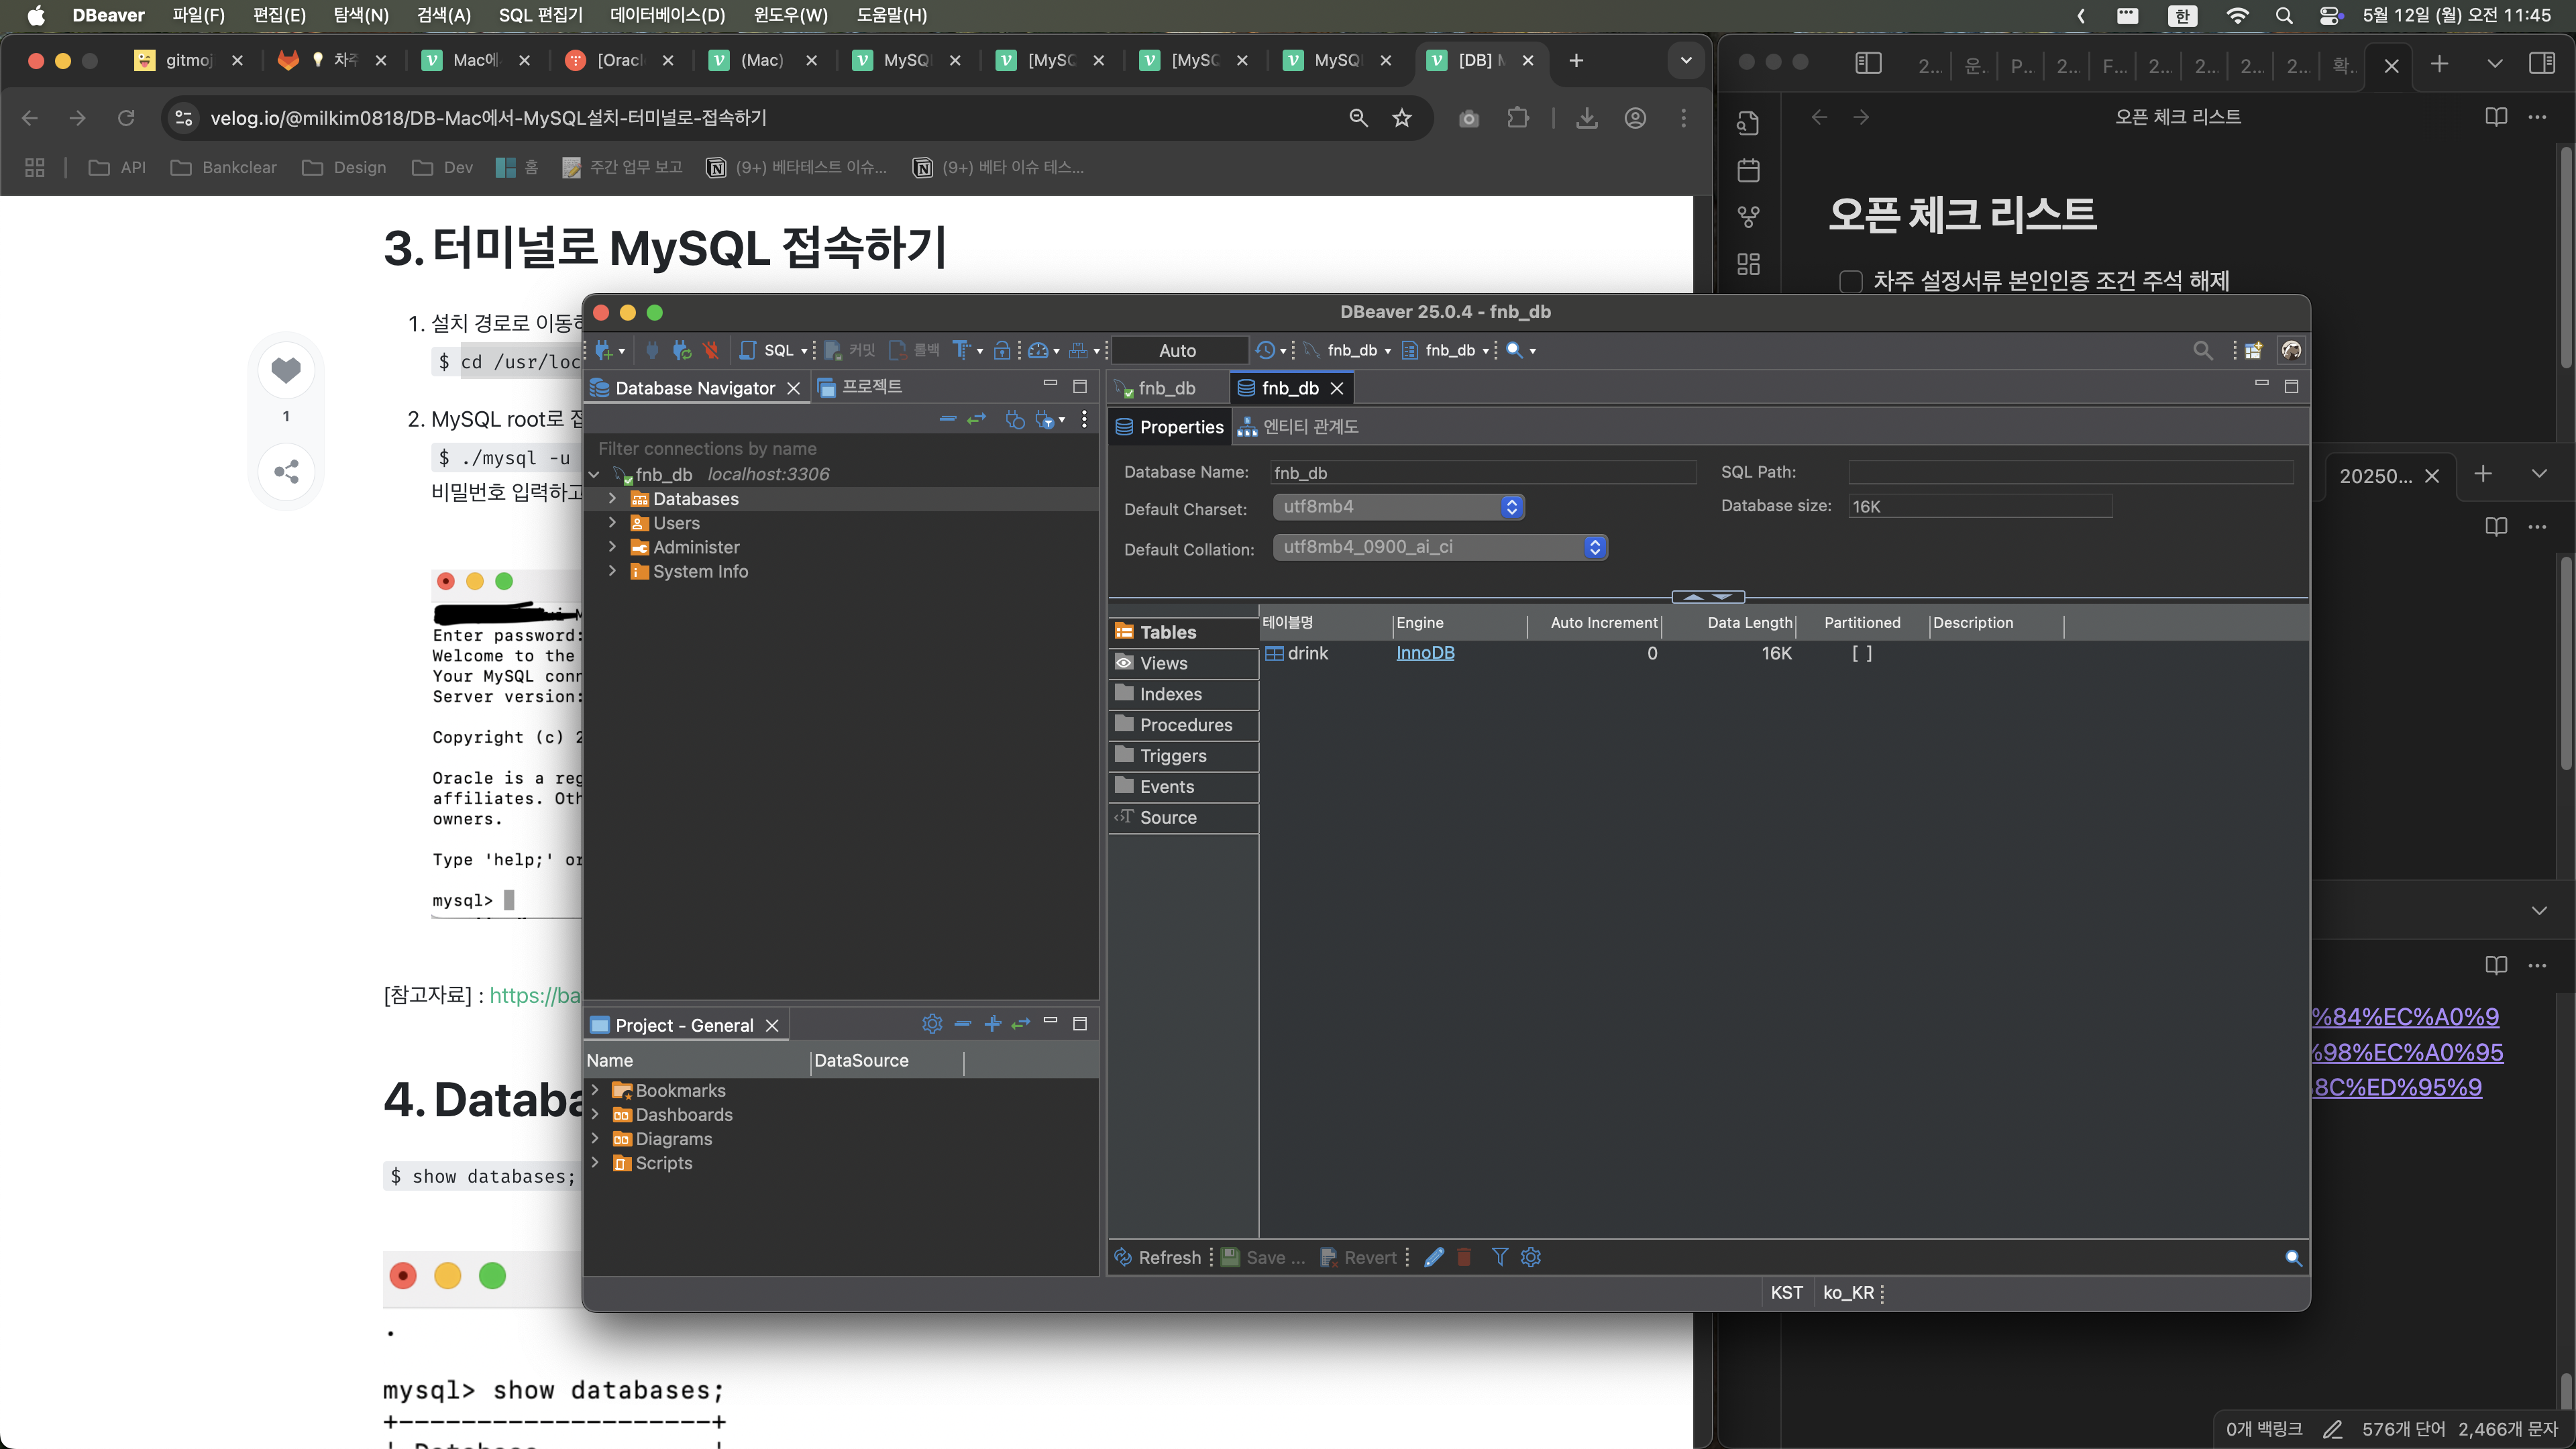 DBeaver 파일(F) 편집(E) 탐색(N) 검색(A) SQL 편집기 데이터베이스(D) 윈도우(W) 도움말(H)
한 5월 12일 (월) 오전 11:45
gitmoj 차주 Mac에 [Oracl (Mac) MySQ [MySQ [MySQ MySQ [DB] M
velog.io/@milkim0818/DB-Mac에서-MySQL설치-터미널로-접속하기
API Bankclear Design Dev 홈 주간 업무 보고 (9+) 베타테스트 이슈... (9+) 베타 이슈 테스...
3. 터미널로 MySQL 접속하기
1. 설치 경로로 이동하
$ cd /usr/loc
1
2. MySQL root로 접
$ ./mysql -u
비밀번호 입력하고
Enter password:
Welcome to the
Your MySQL conn
Server version:
Copyright (c) 2
Oracle is a reg
affiliates. Oth
owners.
Type 'help;' or
mysql>
[참고자료] : https://ba
4. Databa
$ show databases;
mysql> show databases;
+-------------------+
DBeaver 25.0.4 - fnb_db
SQL 커밋 롤백 Auto fnb_db fnb_db
Database Navigator 프로젝트
Filter connections by name
fnb_db localhost:3306
Databases
Users
Administer
System Info
Project - General
Name DataSource
Bookmarks
Dashboards
Diagrams
Scripts
fnb_db fnb_db
Properties 엔티티 관계도
Database Name: fnb_db SQL Path:
Default Charset: utf8mb4 Database size: 16K
Default Collation: utf8mb4_0900_ai_ci
Tables
Views
Indexes
Procedures
Triggers
Events
Source
테이블명 Engine Auto Increment Data Length Partitioned Description
drink InnoDB 0 16K [ ]
Refresh Save ... Revert
KST ko_KR
2... 운.. P... 2... F... 2... 2... 2... 2... 확..
오픈 체크 리스트
오픈 체크 리스트
차주 설정서류 본인인증 조건 주석 해제
20250...
%84%EC%A0%9
98%EC%A0%95
8C%ED%95%9
0개 백링크 576개 단어 2,466개 문자